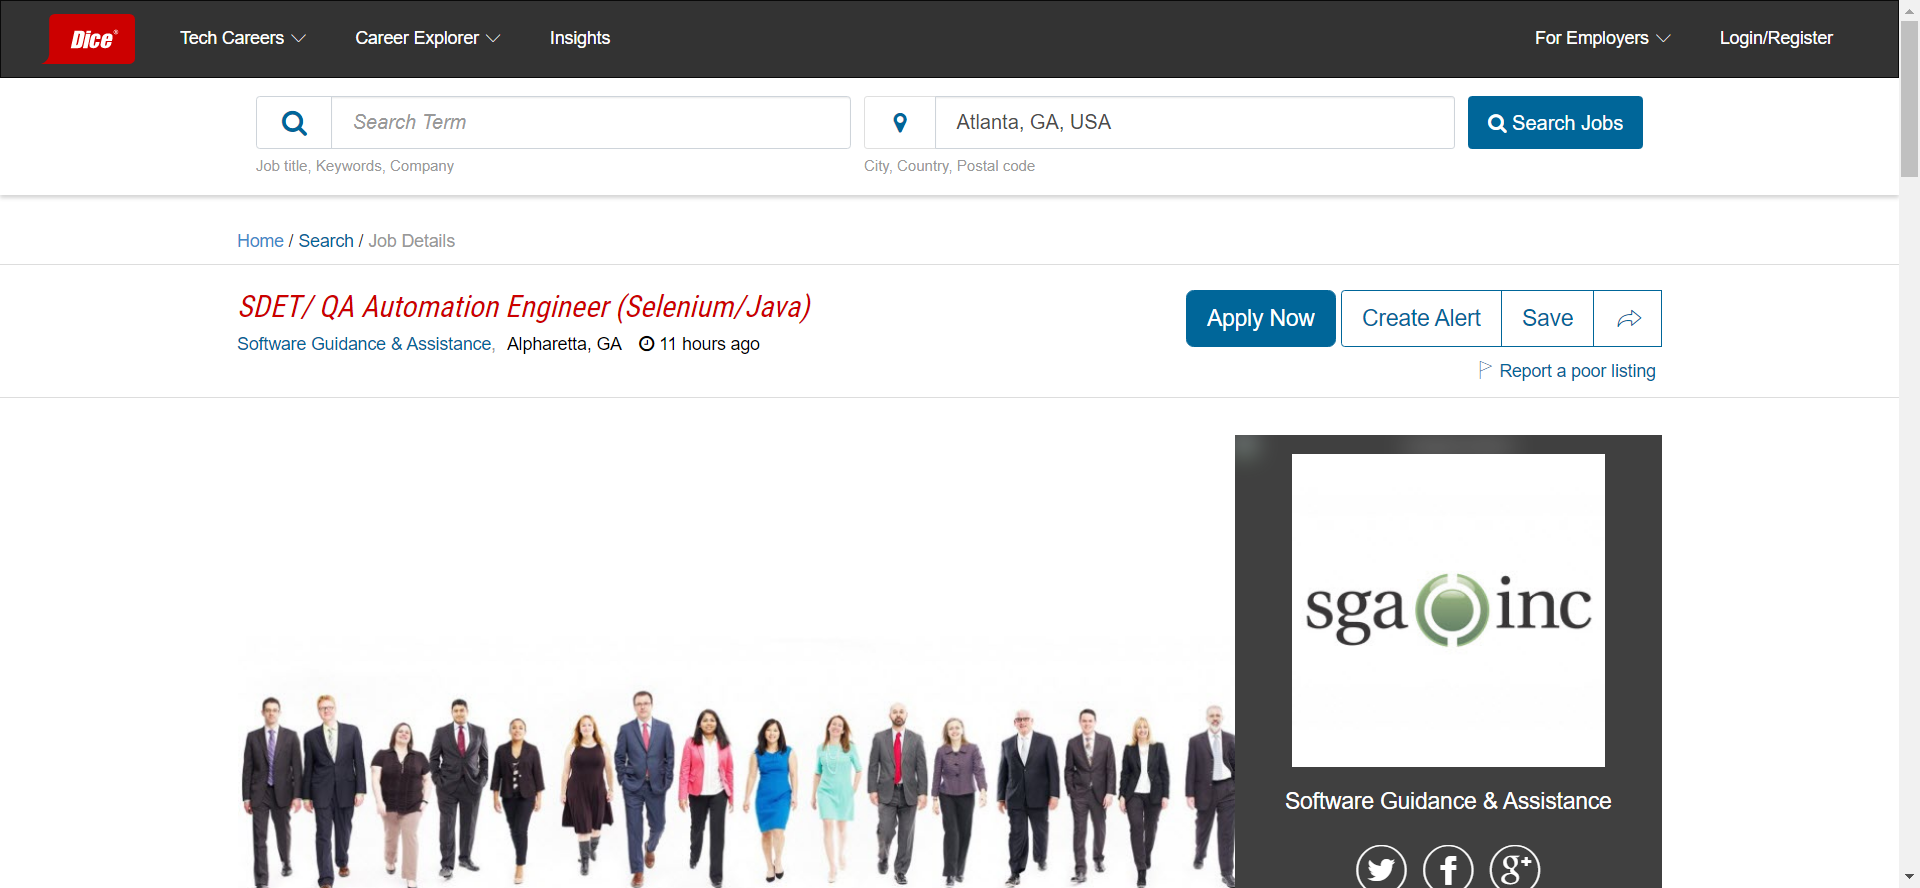 Dice®
Tech Careers
Career Explorer
Insights
For Employers
Login/Register
Search Term
Atlanta, GA, USA
Search Jobs
Job title, Keywords, Company
City, Country, Postal code
Home / Search / Job Details
SDET/ QA Automation Engineer (Selenium/Java)
Software Guidance & Assistance, Alpharetta, GA 11 hours ago
Apply Now
Create Alert
Save
Report a poor listing
sga inc
Software Guidance & Assistance
f
g+